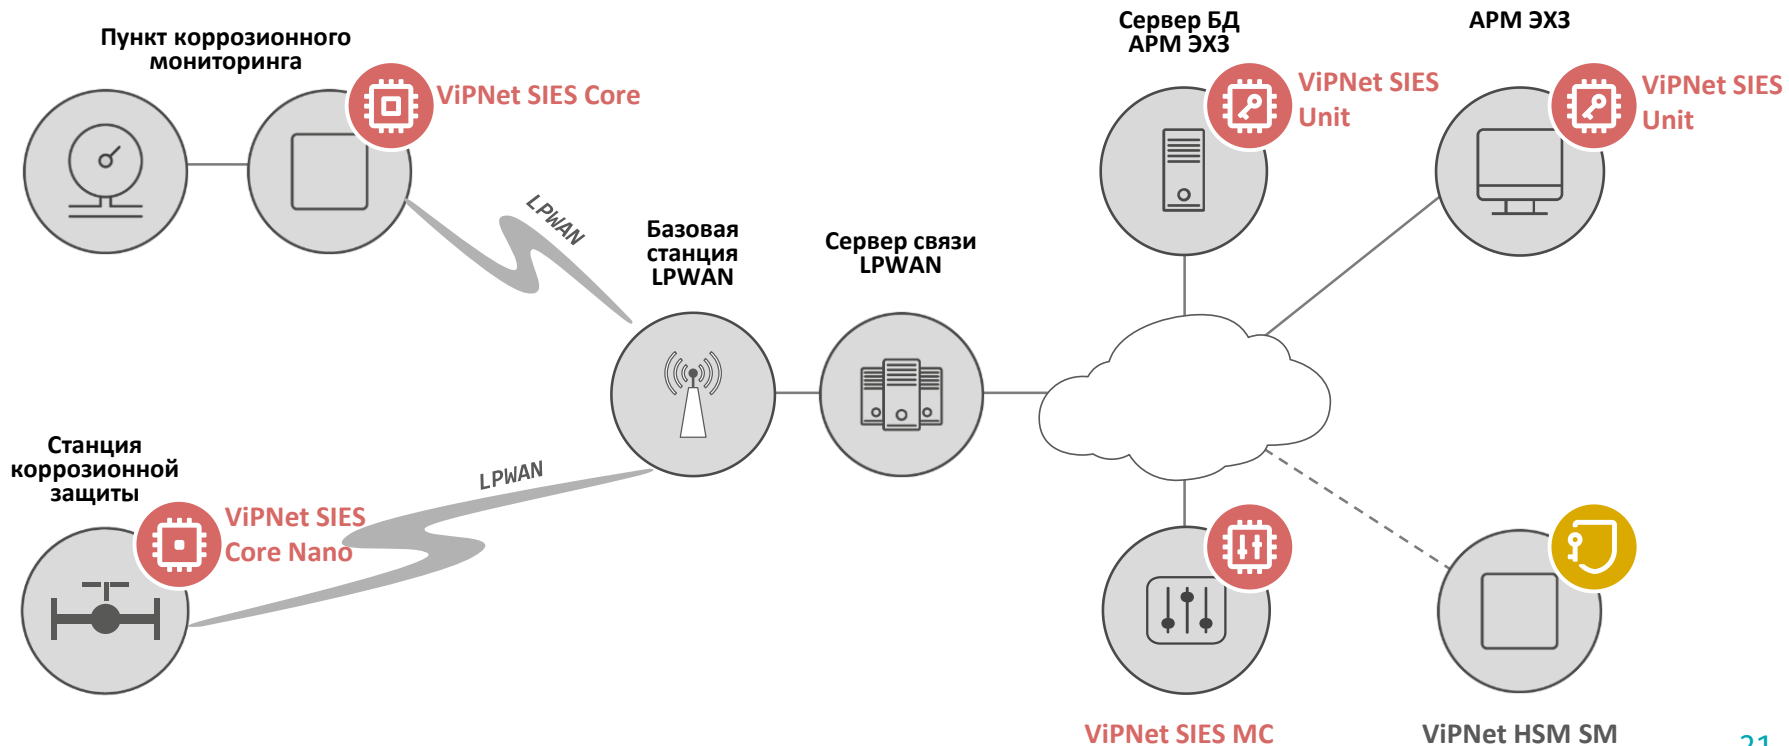 Пункт коррозионного
мониторинга
ViPNet SIES Core
LPWAN
Станция
коррозионной
защиты
ViPNet SIES
Core Nano
LPWAN
Базовая
станция
LPWAN
Сервер связи
LPWAN
Сервер БД
АРМ ЭХЗ
ViPNet SIES
Unit
АРМ ЭХЗ
ViPNet SIES
Unit
ViPNet SIES MC
ViPNet HSM SM
21